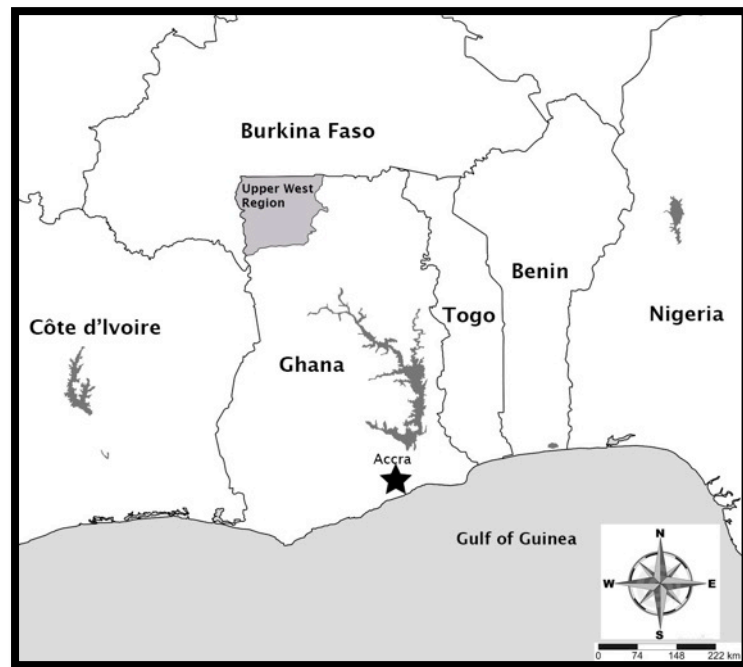 Burkina Faso
Upper West
Region
Benin
Togo
Nigeria
Côte d'Ivoire
Ghana
Accra
Gulf of Guinea
N
W E
S
0 74 148 222 km